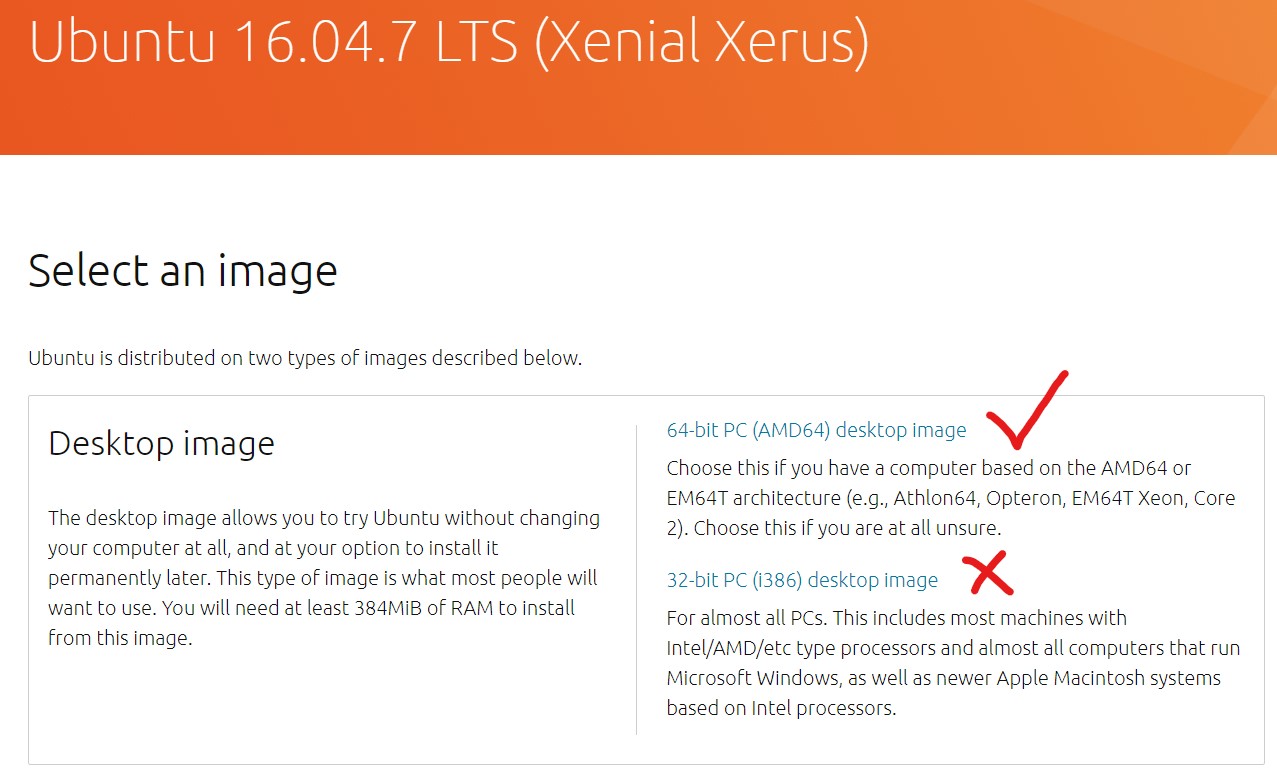 Ubuntu 16.04.7 LTS (Xenial Xerus)
Select an image
Ubuntu is distributed on two types of images described below.
Desktop image
The desktop image allows you to try Ubuntu without changing
your computer at all, and at your option to install it
permanently later. This type of image is what most people will
want to use. You will need at least 384MiB of RAM to install
from this image.
64-bit PC (AMD64) desktop image
Choose this if you have a computer based on the AMD64 or
EM64T architecture (e.g., Athlon64, Opteron, EM64T Xeon, Core
2). Choose this if you are at all unsure.
32-bit PC (i386) desktop image
For almost all PCs. This includes most machines with
Intel/AMD/etc type processors and almost all computers that run
Microsoft Windows, as well as newer Apple Macintosh systems
based on Intel processors.